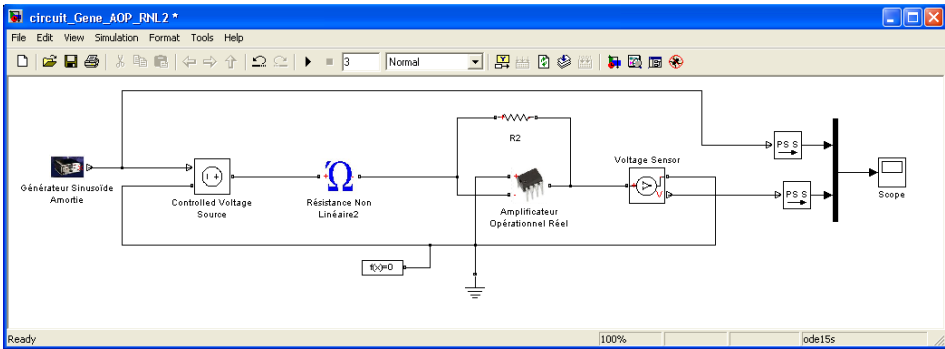 circuit_Gene_AOP_RNL2 *
File Edit View Simulation Format Tools Help
3 Normal
R2
PS S
Voltage Sensor
V
PS S
Scope
Générateur Sinusoïde
Amortie
Controlled Voltage
Source
Ω
Résistance Non
Linéaire2
Amplificateur
Opérationnel Réel
f(x)=0
Ready 100% ode15s